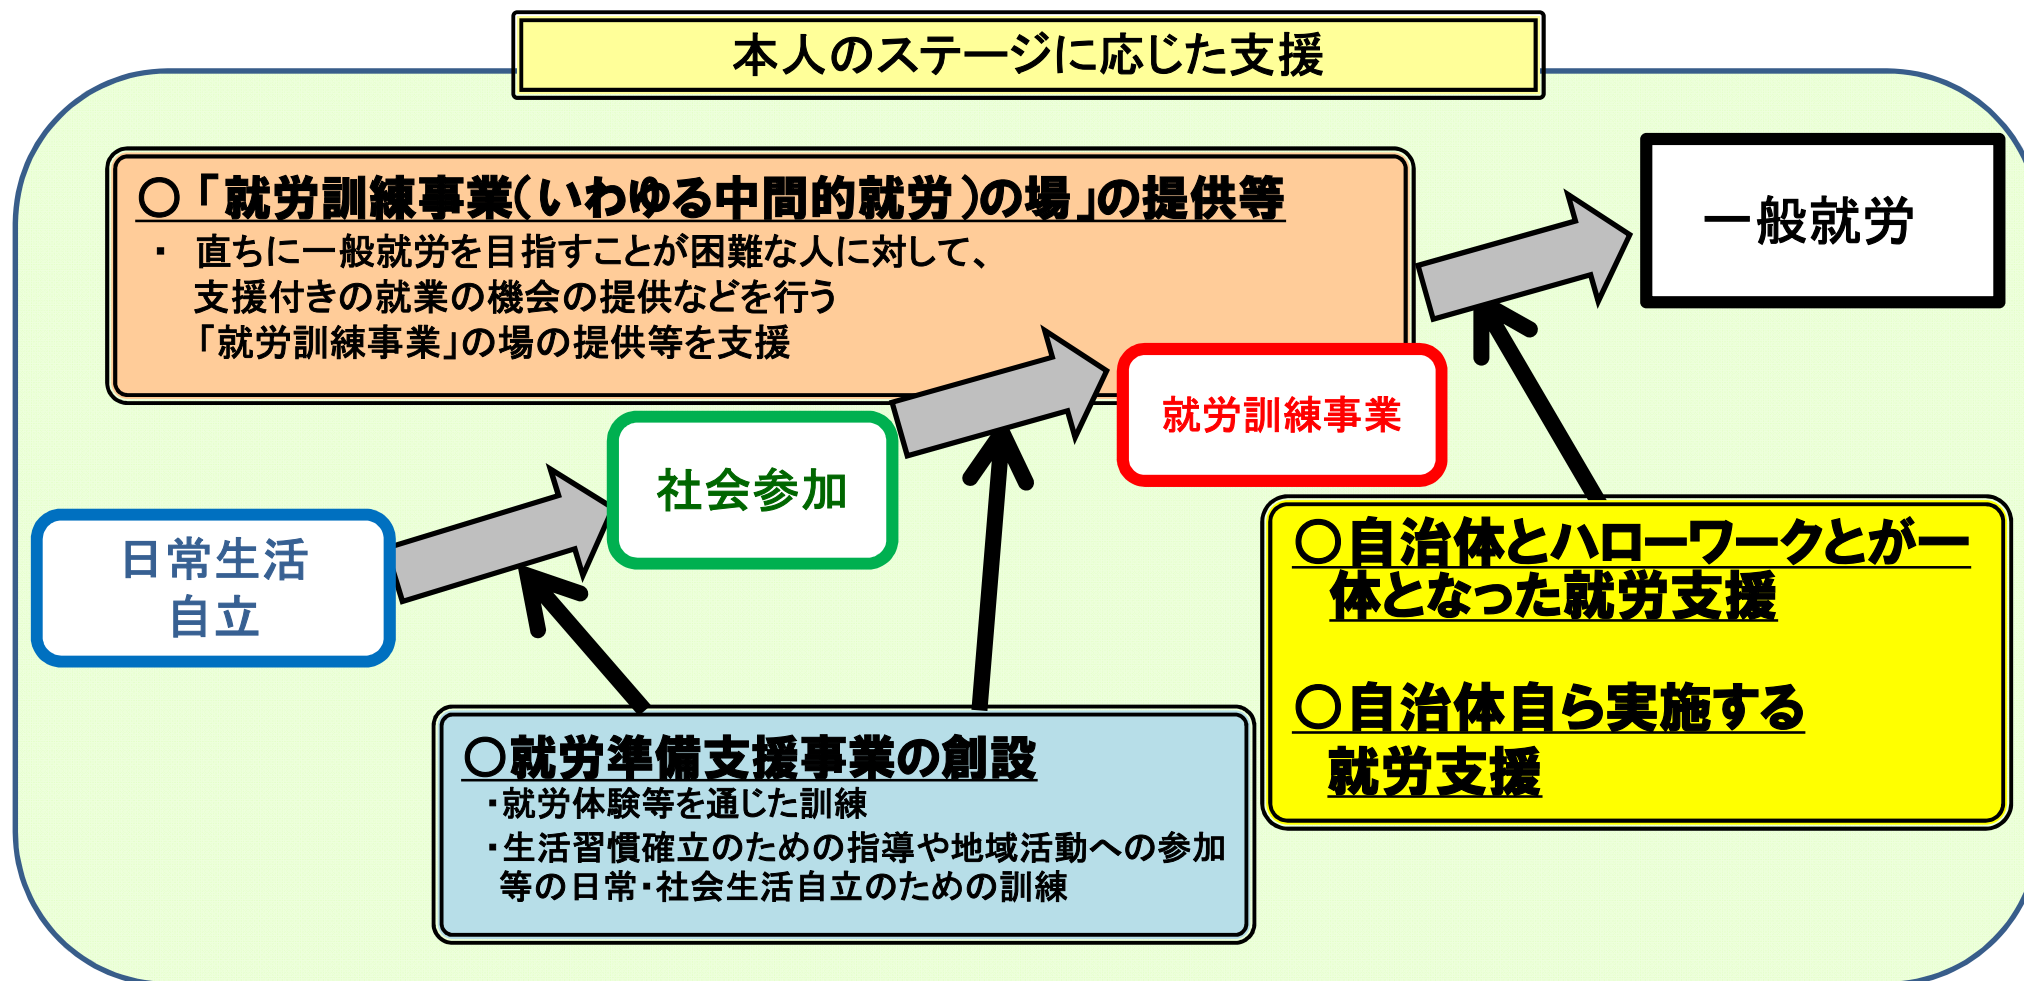 本人のステージに応じた支援
○「就労訓練事業(いわゆる中間的就労)の場」の提供等
・ 直ちに一般就労を目指すことが困難な人に対して、
支援付きの就業の機会の提供などを行う
「就労訓練事業」の場の提供等を支援
一般就労
就労訓練事業
社会参加
日常生活
自立
○自治体とハローワークとが一
体となった就労支援
○自治体自ら実施する
就労支援
○就労準備支援事業の創設
・就労体験等を通じた訓練
・生活習慣確立のための指導や地域活動への参加
等の日常・社会生活自立のための訓練